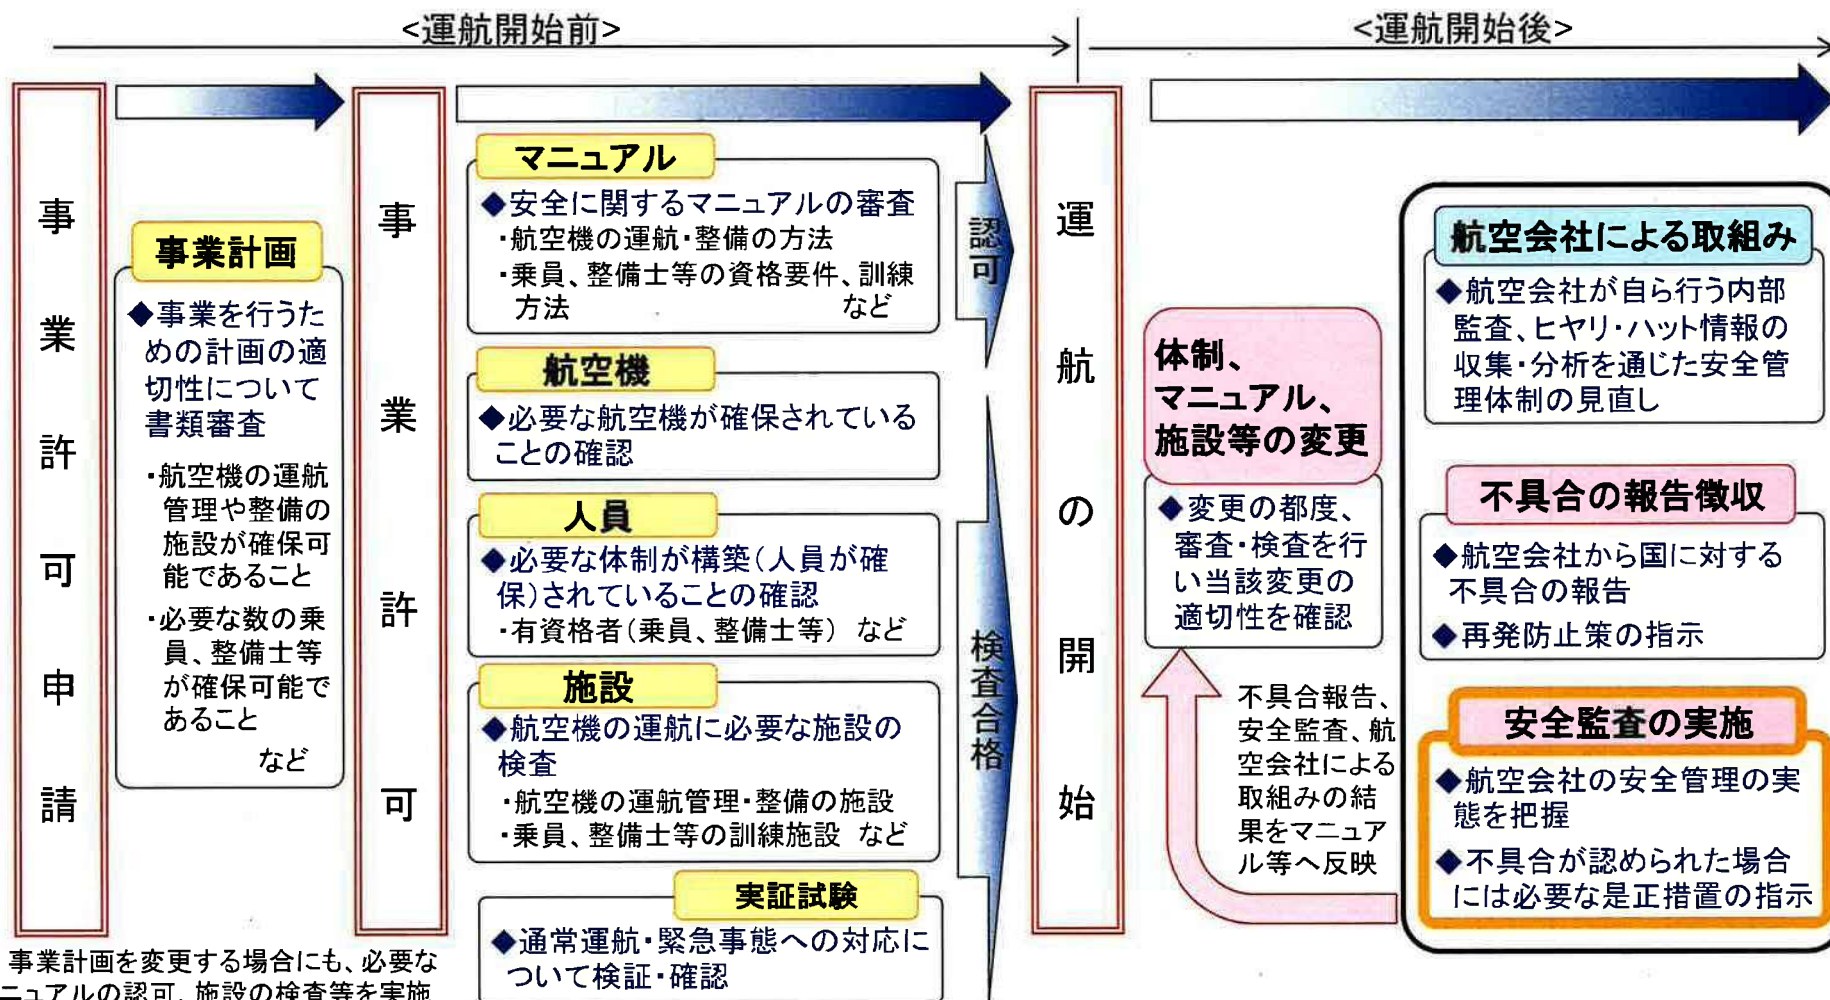 <運航開始前>
<運航開始後>
事業許可申請
事業計画
◆事業を行うた
めの計画の適
切性について
書類審査
・航空機の運航
管理や整備の
施設が確保可
能であること
・必要な数の乗
員、整備士等
が確保可能で
あること
など
事業許可
マニュアル
◆安全に関するマニュアルの審査
・航空機の運航・整備の方法
・乗員、整備士等の資格要件、訓練
方法 など
航空機
◆必要な航空機が確保されている
ことの確認
人員
◆必要な体制が構築(人員が確
保)されていることの確認
・有資格者(乗員、整備士等) など
施設
◆航空機の運航に必要な施設の
検査
・航空機の運航管理・整備の施設
・乗員、整備士等の訓練施設 など
実証試験
◆通常運航・緊急事態への対応に
ついて検証・確認
認可
検査合格
運航の開始
体制、
マニュアル、
施設等の変更
◆変更の都度、
審査・検査を行
い当該変更の
適切性を確認
不具合報告、
安全監査、航
空会社による
取組みの結
果をマニュア
ル等へ反映
航空会社による取組み
◆航空会社が自ら行う内部
監査、ヒヤリ・ハット情報の
収集・分析を通じた安全管
理体制の見直し
不具合の報告徴収
◆航空会社から国に対する
不具合の報告
◆再発防止策の指示
安全監査の実施
◆航空会社の安全管理の実
態を把握
◆不具合が認められた場合
には必要な是正措置の指示
事業計画を変更する場合にも、必要な
ニュアルの認可、施設の検査等を実施